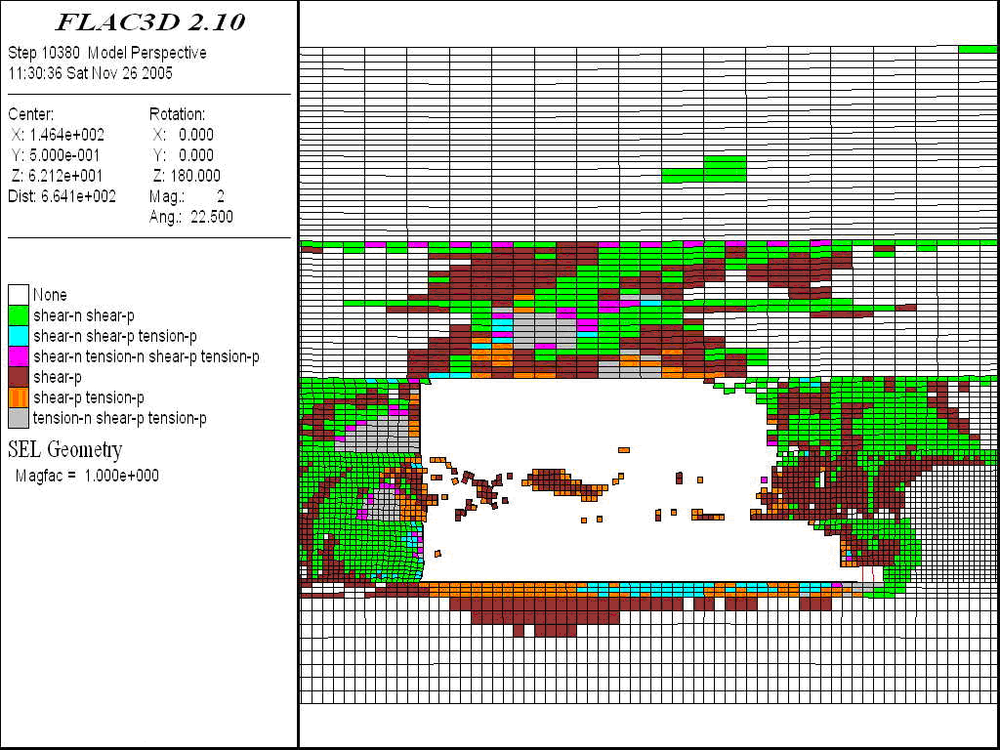 FLAC3D 2.10
Step 10380 Model Perspective
11:30:36 Sat Nov 26 2005
Center: Rotation:
X: 1.464e+002 X: 0.000
Y: 5.000e-001 Y: 0.000
Z: 6.212e+001 Z: 180.000
Dist: 6.641e+002 Mag.: 2
Ang.: 22.500
None
shear-n shear-p
shear-n shear-p tension-p
shear-n tension-n shear-p tension-p
shear-p
shear-p tension-p
tension-n shear-p tension-p
SEL Geometry
Magfac = 1.000e+000